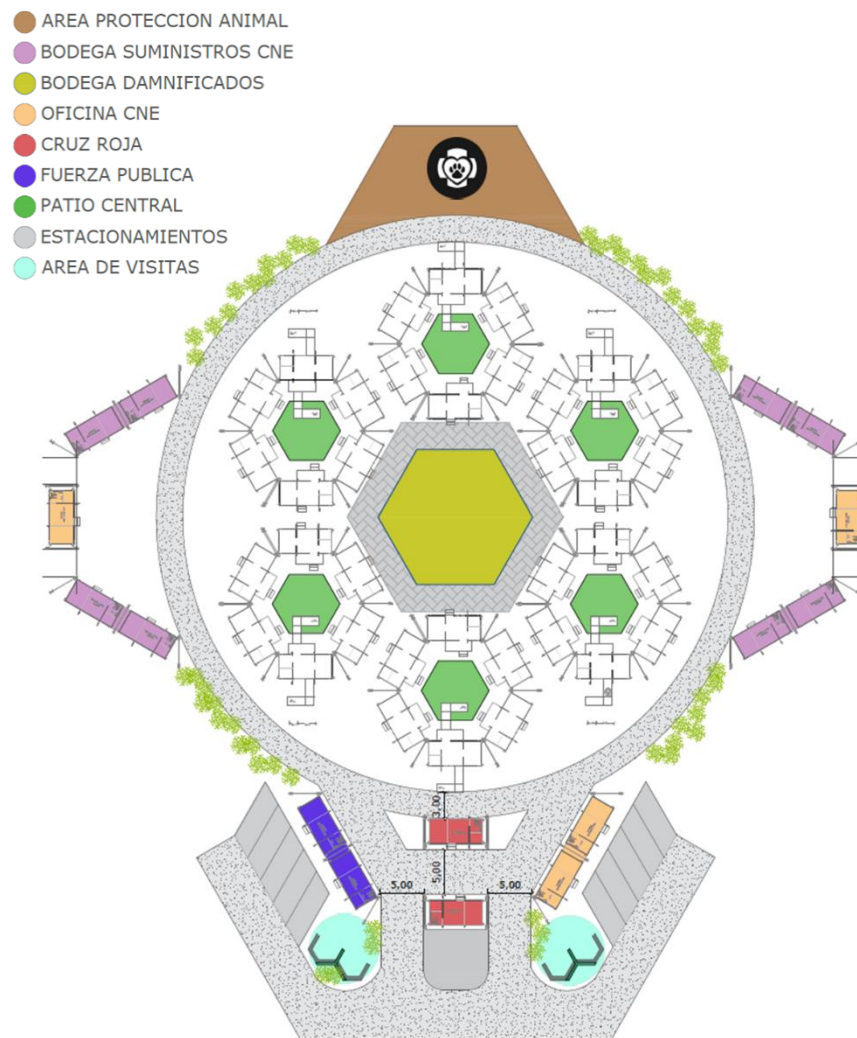 AREA PROTECCION ANIMAL
BODEGA SUMINISTROS CNE
BODEGA DAMNIFICADOS
OFICINA CNE
CRUZ ROJA
FUERZA PUBLICA
PATIO CENTRAL
ESTACIONAMIENTOS
AREA DE VISITAS
3,00
5,00
5,00
5,00